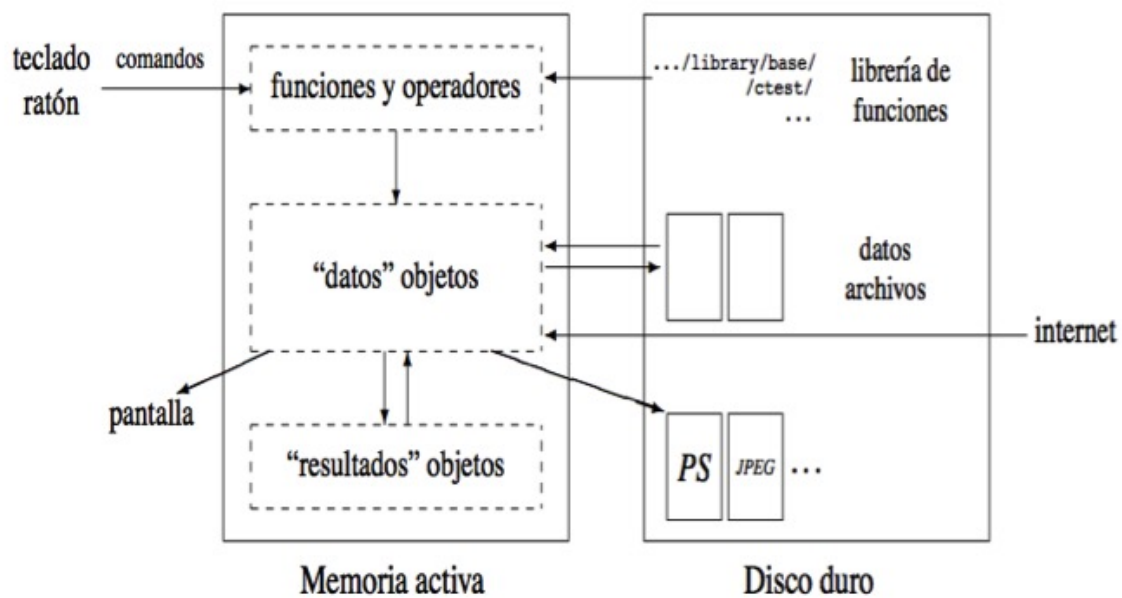 teclado
ratón
comandos
funciones y operadores
.../library/base/
/ctest/
...
librería de
funciones
“datos” objetos
datos
archivos
internet
pantalla
“resultados” objetos
PS
JPEG
...
Memoria activa
Disco duro